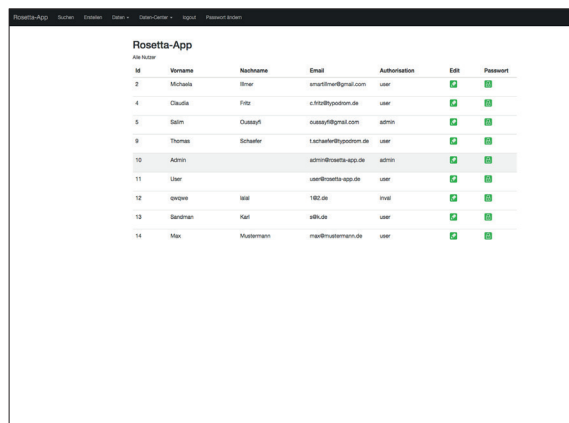 Rosetta-App Suchen Erstellen Daten Daten-Center logout Passwort ändern
Rosetta-App
Alle Nutzer
Id Vorname Nachname Email Authorisation Edit Passwort
2 Michaela Illmer smartillmer@gmail.com user
4 Claudia Fritz c.fritz@typodrom.de user
5 Salim Oussayfi oussayfi@gmail.com admin
9 Thomas Schaefer t.schaefer@typodrom.de user
10 Admin admin@rosetta-app.de admin
11 User user@rosetta-app.de user
12 qwqwe lalal 1@2.de inval
13 Sandman Karl s@k.de user
14 Max Mustermann max@mustermann.de user